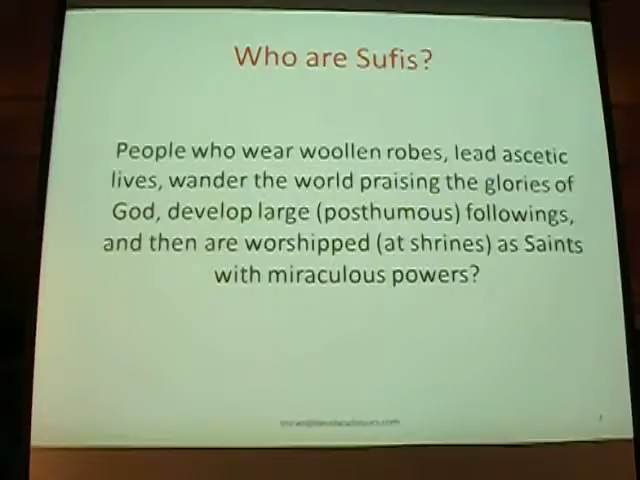 Who are Sufis?
People who wear woollen robes, lead ascetic
lives, wander the world praising the glories of
God, develop large (posthumous) followings,
and then are worshipped (at shrines) as Saints
with miraculous powers?